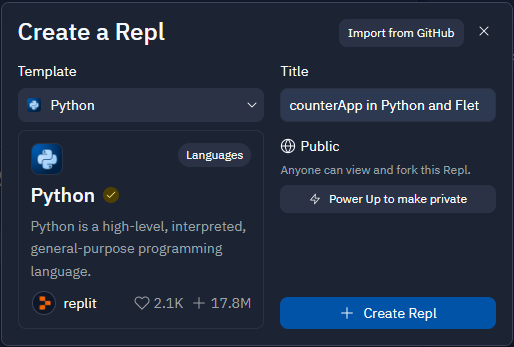 Create a Repl
Import from GitHub
Template
Python
Languages
Python
Python is a high-level, interpreted,
general-purpose programming
language.
replit
2.1K
17.8M
Title
counterApp in Python and Flet
Public
Anyone can view and fork this Repl.
Power Up to make private
Create Repl